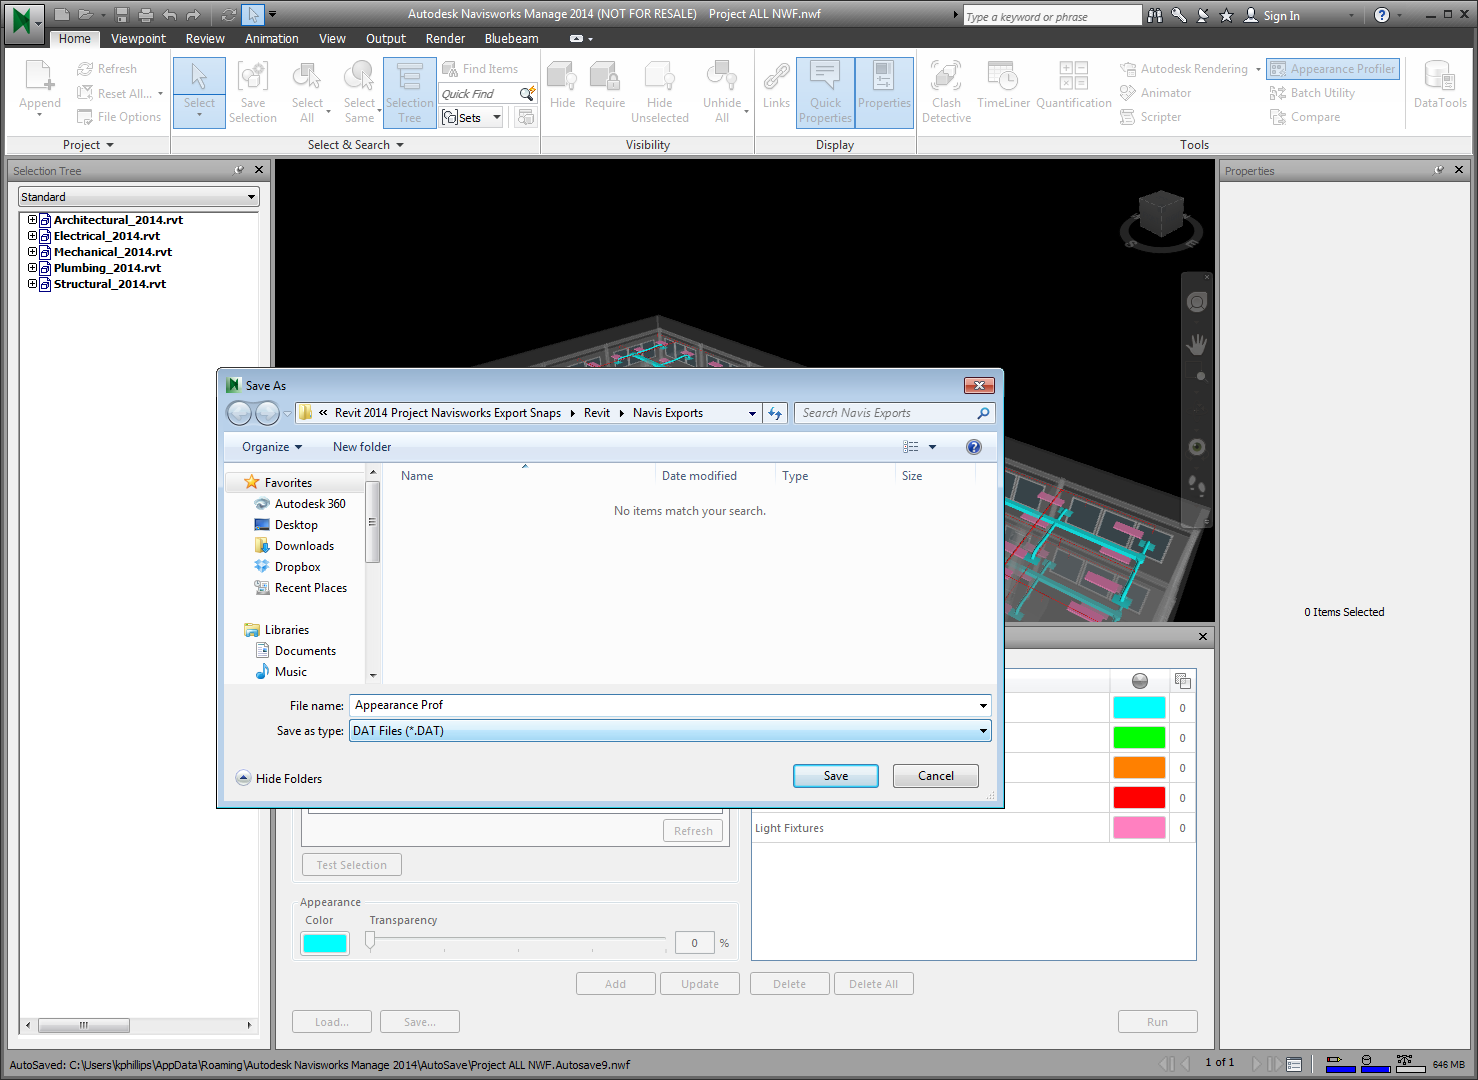 Autodesk Navisworks Manage 2014 (NOT FOR RESALE) Project ALL NWF.nwf
Type a keyword or phrase
Sign In
Home Viewpoint Review Animation View Output Render Bluebeam
Append
Refresh
Reset All...
File Options
Project
Select
Save Selection
Select All
Select Same
Selection Tree
Find Items
Quick Find
Sets
Select & Search
Hide
Require
Hide Unselected
Unhide All
Visibility
Links
Quick Properties
Properties
Display
Clash Detective
TimeLiner
Quantification
Autodesk Rendering
Animator
Scripter
Appearance Profiler
Batch Utility
Compare
DataTools
Tools
Selection Tree
Standard
Architectural_2014.rvt
Electrical_2014.rvt
Mechanical_2014.rvt
Plumbing_2014.rvt
Structural_2014.rvt
S E
Properties
0 Items Selected
Save As
« Revit 2014 Project Navisworks Export Snaps Revit Navis Exports
Search Navis Exports
Organize New folder
Favorites
Autodesk 360
Desktop
Downloads
Dropbox
Recent Places
Libraries
Documents
Music
Name Date modified Type Size
No items match your search.
File name: Appearance Prof
Save as type: DAT Files (*.DAT)
Hide Folders
Save Cancel
0
0
0
0
Light Fixtures 0
Refresh
Test Selection
Appearance
Color Transparency
0 %
Add Update Delete Delete All
Load... Save... Run
AutoSaved: C:\Users\kphillips\AppData\Roaming\Autodesk Navisworks Manage 2014\AutoSave\Project ALL NWF.Autosave9.nwf
1 of 1
646 MB